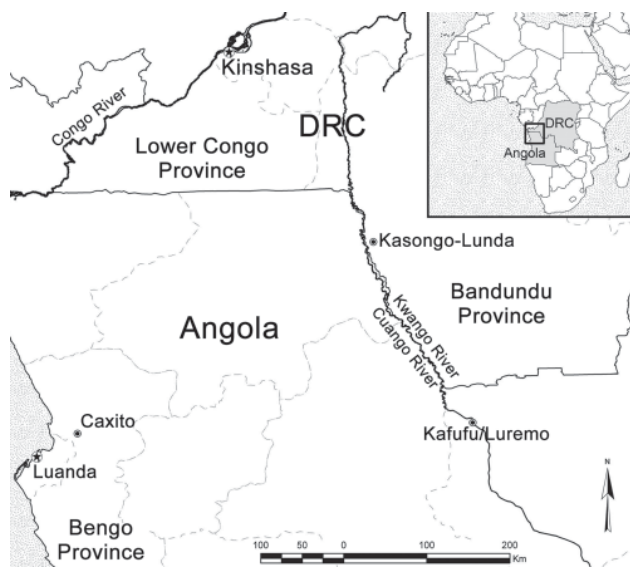 Kinshasa
Congo River
DRC
Lower Congo
Province
DRC
Angola
Kasongo-Lunda
Bandundu
Province
Kwango River
Cuango River
Angola
Caxito
Kafufu/Luremo
Luanda
N
Bengo
Province
100 50 0 100 200
Km